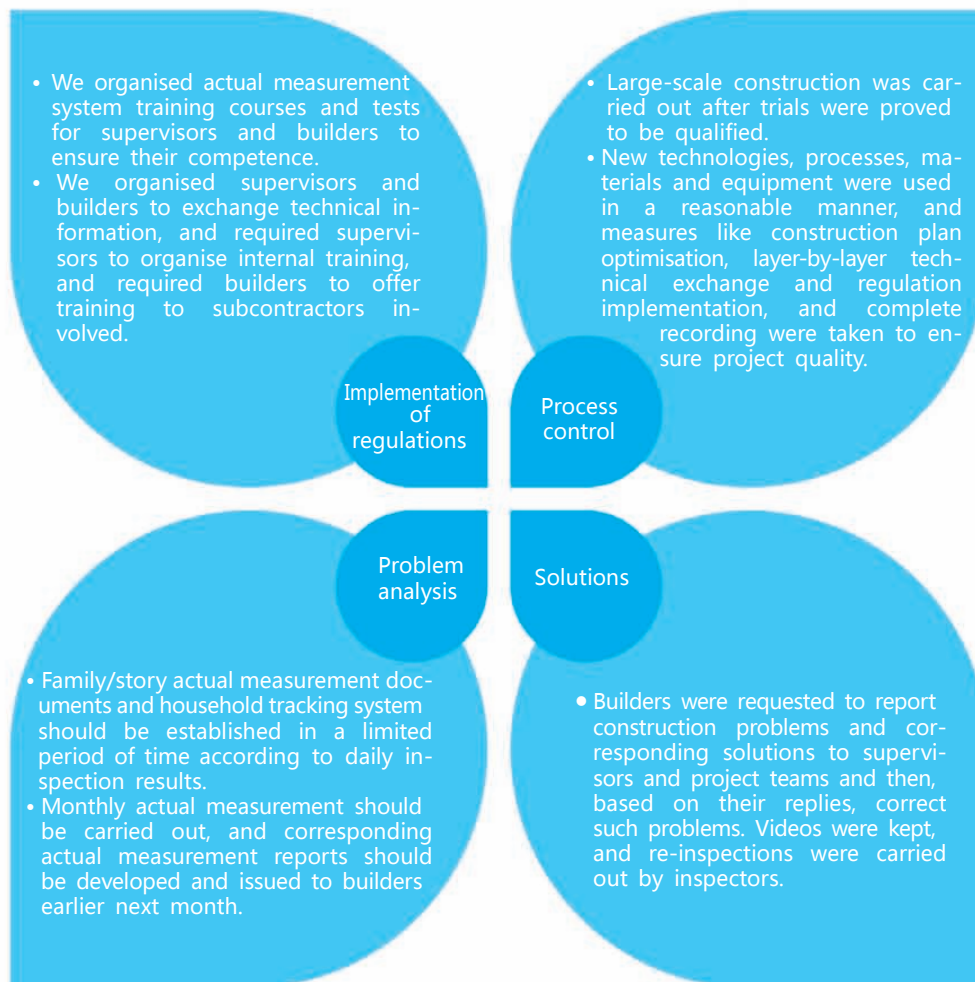 • We organised actual measurement
system training courses and tests
for supervisors and builders to
ensure their competence.
• We organised supervisors and
builders to exchange technical in-
formation, and required supervi-
sors to organise internal training,
and required builders to offer
training to subcontractors in-
volved.
Implementation
of
regulations
• Large-scale construction was car-
ried out after trials were proved
to be qualified.
• New technologies, processes, ma-
terials and equipment were used
in a reasonable manner, and
measures like construction plan
optimisation, layer-by-layer tech-
nical exchange and regulation
implementation, and complete
recording were taken to en-
sure project quality.
Process
control
Problem
analysis
• Family/story actual measurement doc-
uments and household tracking system
should be established in a limited
period of time according to daily in-
spection results.
• Monthly actual measurement should
be carried out, and corresponding
actual measurement reports should
be developed and issued to builders
earlier next month.
Solutions
• Builders were requested to report
construction problems and cor-
responding solutions to supervi-
sors and project teams and then,
based on their replies, correct
such problems. Videos were kept,
and re-inspections were carried
out by inspectors.